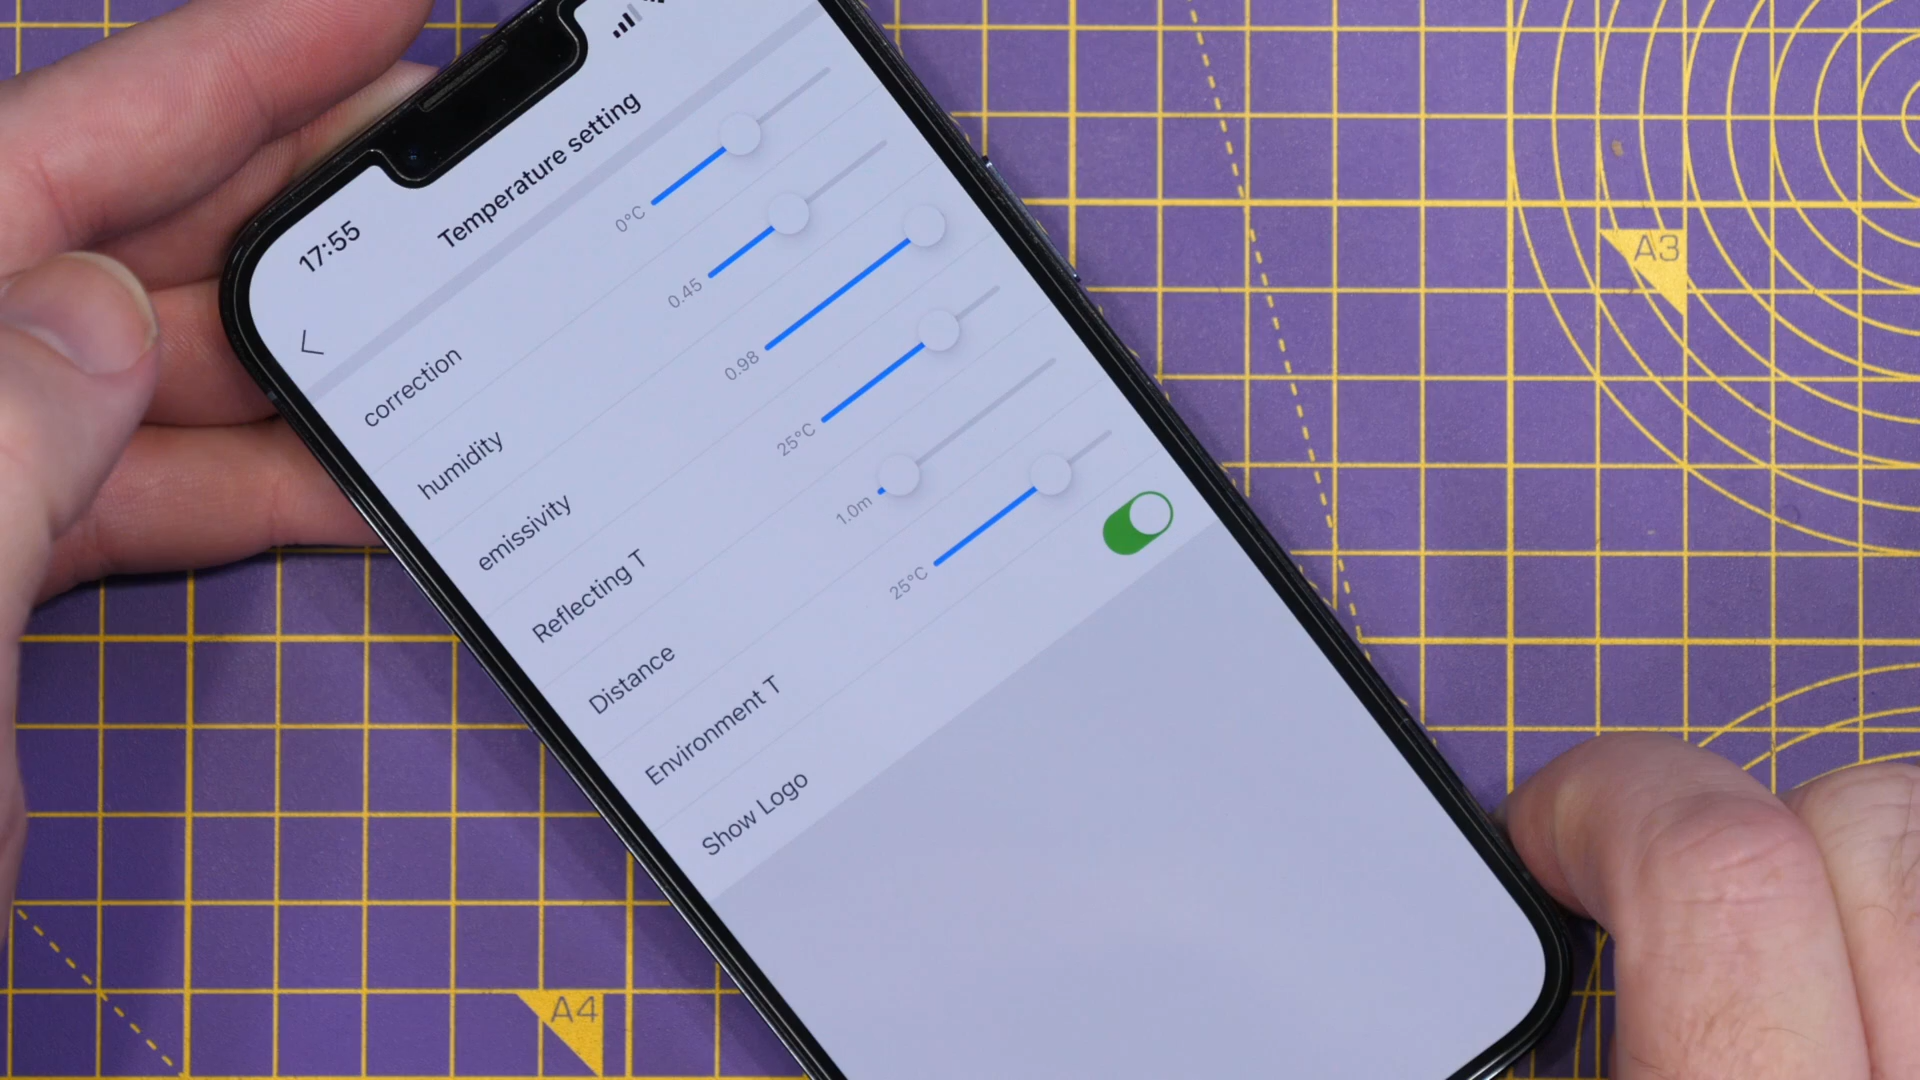 17:55
Temperature setting
correction 0°C
humidity 0.45
emissivity 0.98
Reflecting T 25°C
Distance 1.0m
Environment T 25°C
Show Logo
A3
A4